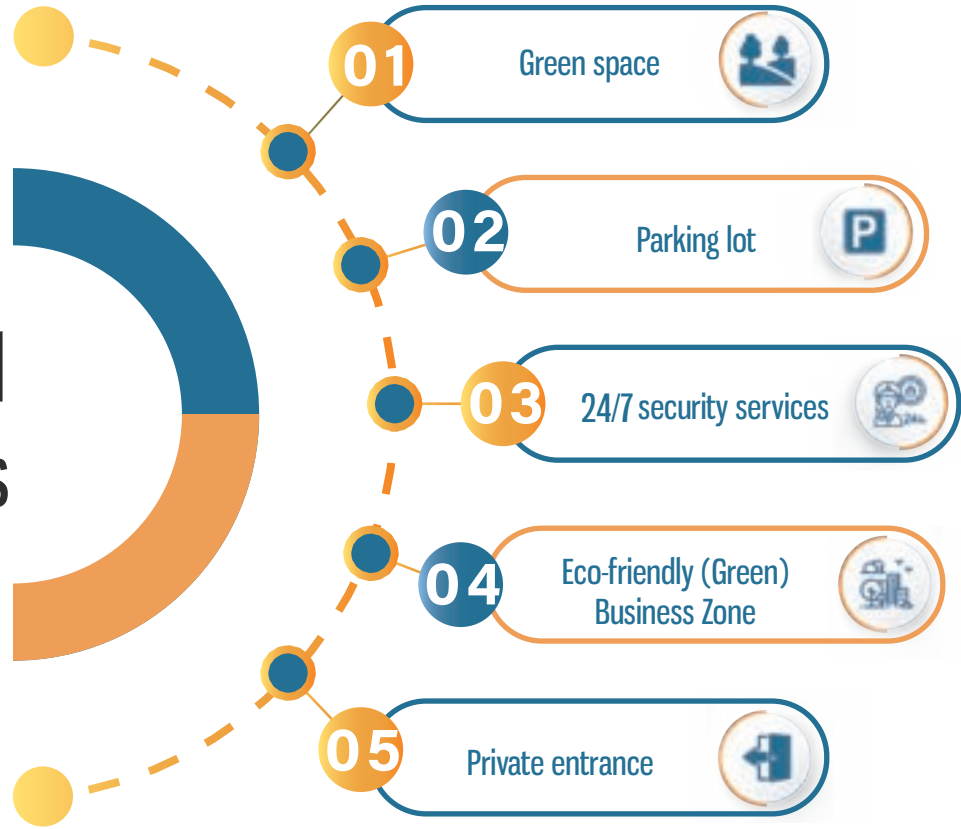 01
Green space
02
Parking lot
P
03
24/7 security services
04
Eco-friendly (Green)
Business Zone
05
Private entrance